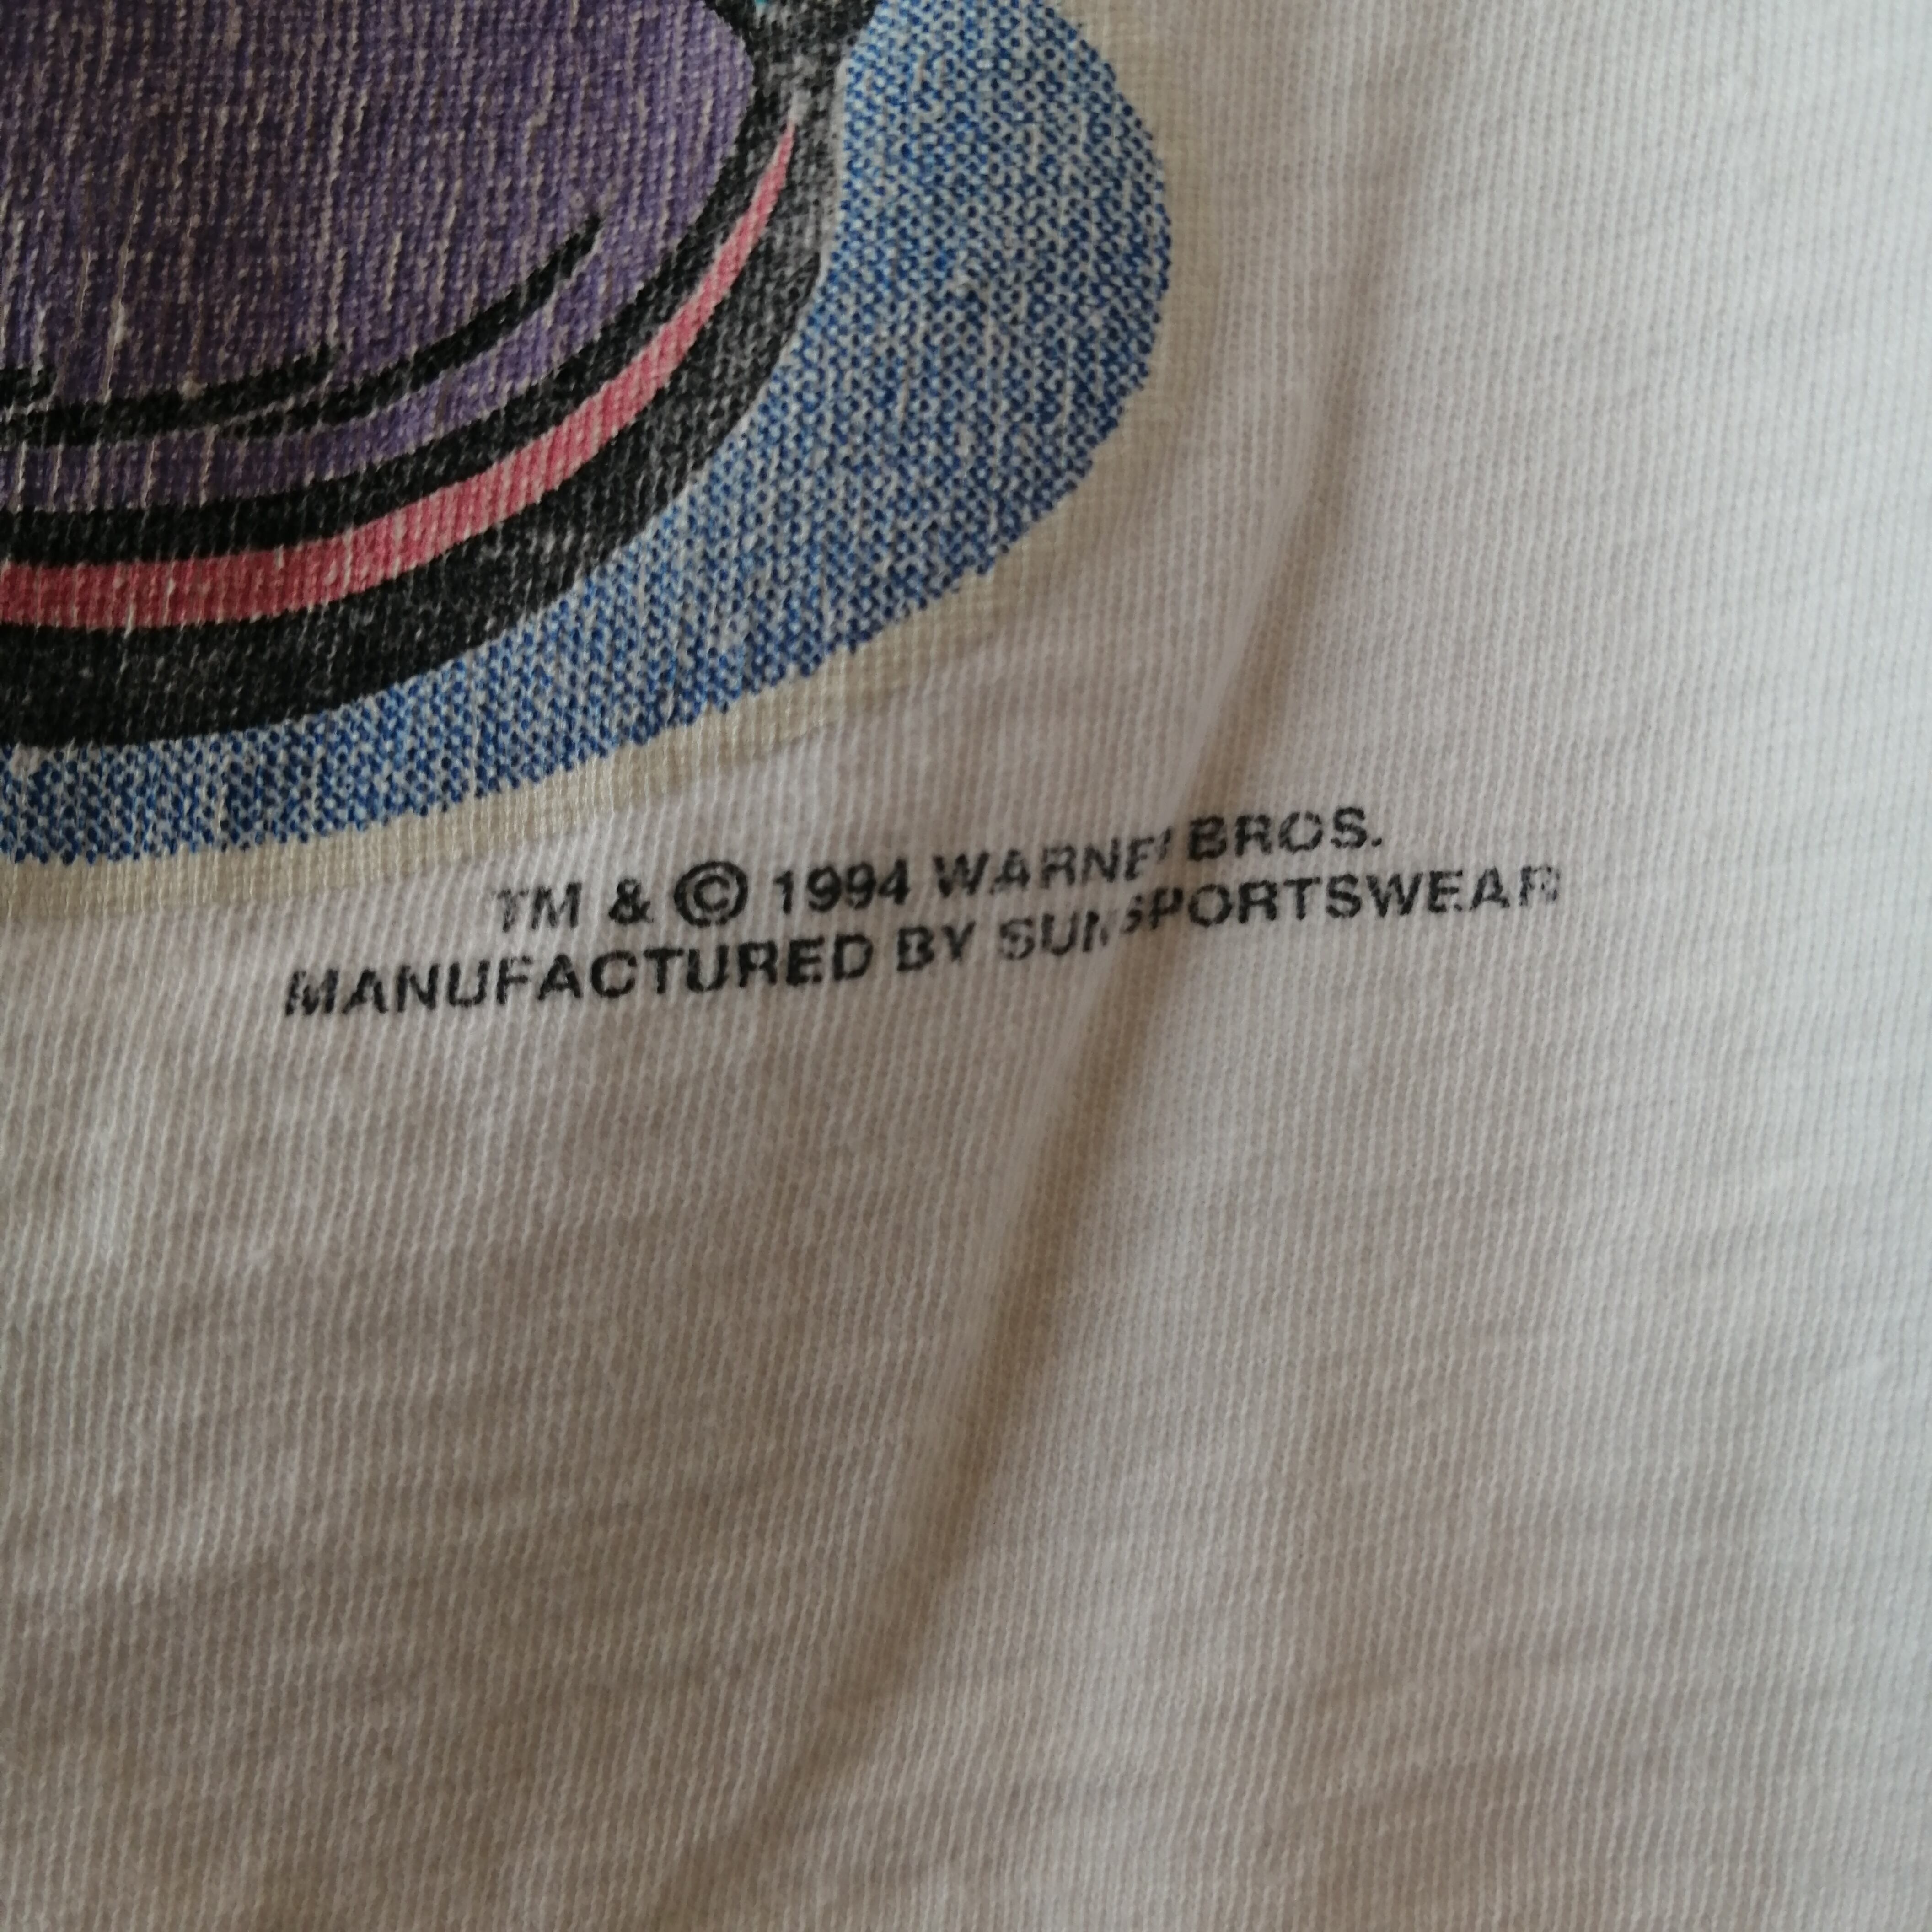 TM & © 1994 WARNER BROS.
MANUFACTURED BY SUN SPORTSWEAR